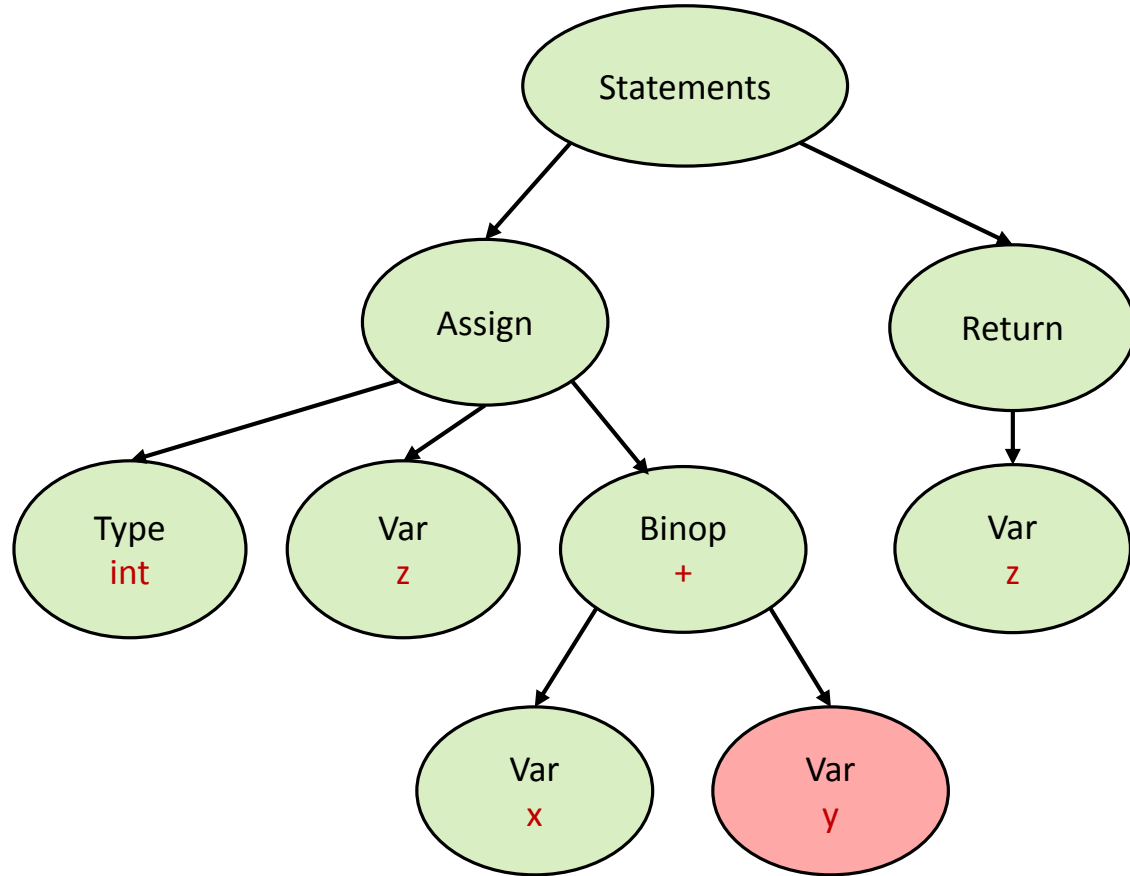 Statements
Assign
Return
Type
int
Var
z
Binop
+
Var
z
Var
x
Var
y